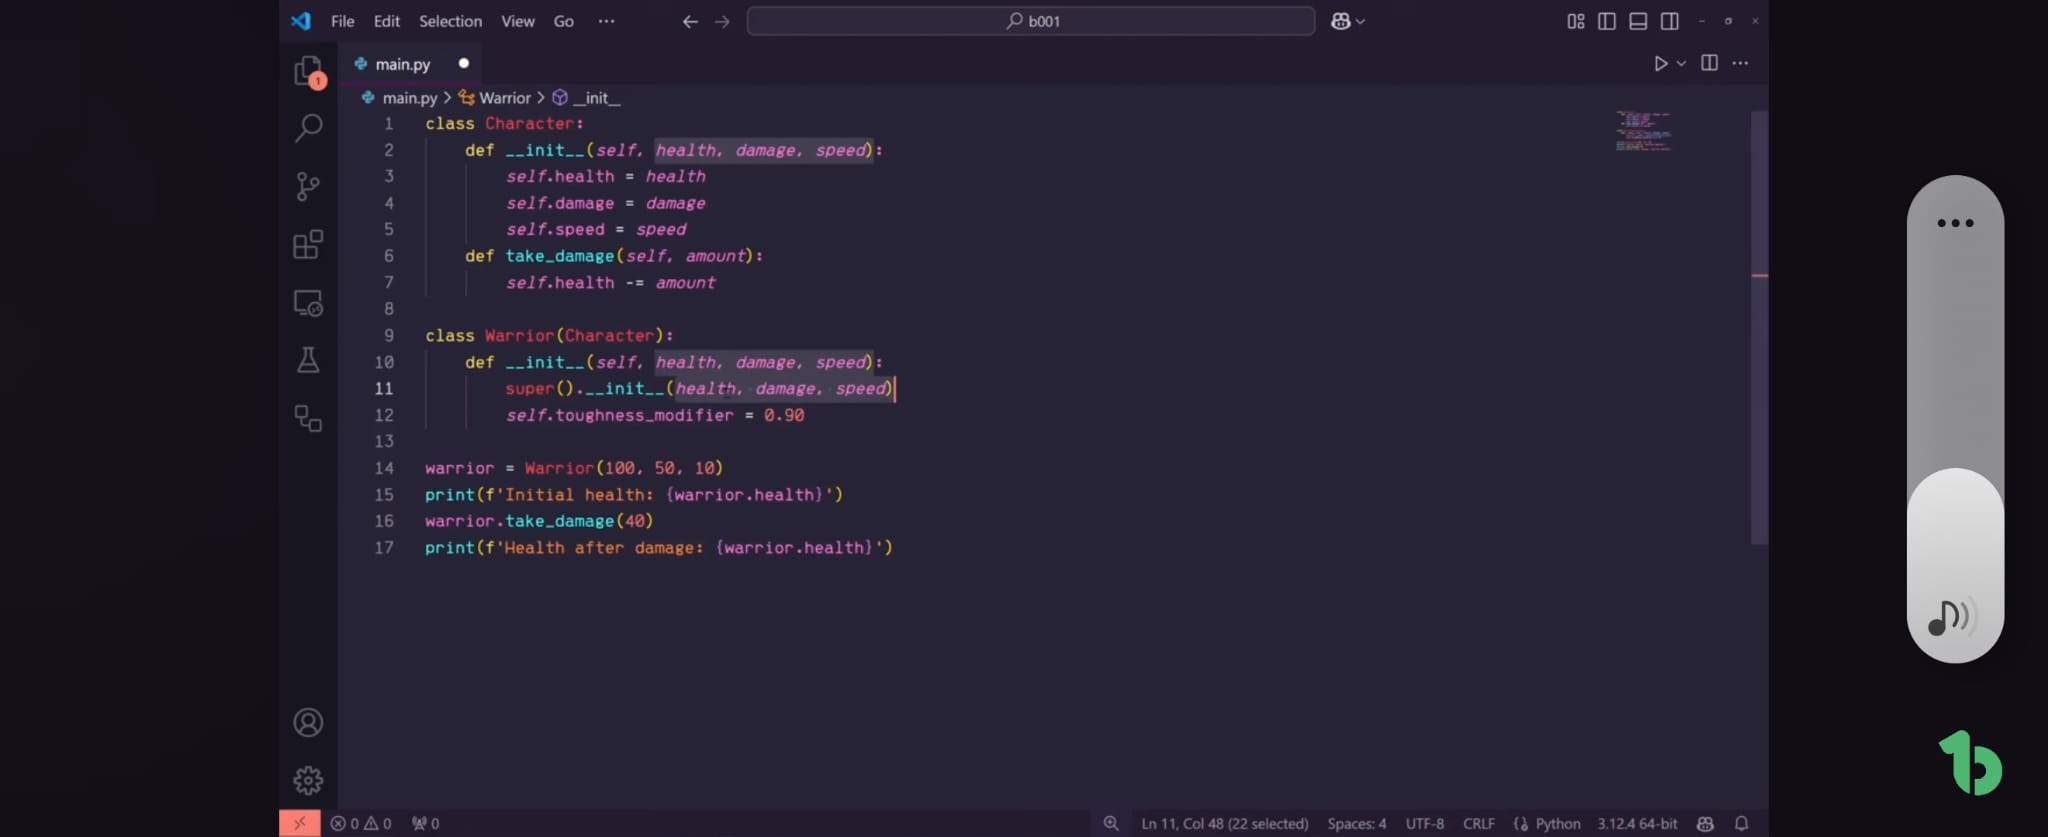 File Edit Selection View Go ··· b001
main.py
main.py > Warrior > __init__
1 class Character:
2 def __init__(self, health, damage, speed):
3 self.health = health
4 self.damage = damage
5 self.speed = speed
6 def take_damage(self, amount):
7 self.health -= amount
8
9 class Warrior(Character):
10 def __init__(self, health, damage, speed):
11 super().__init__(health, damage, speed)
12 self.toughness_modifier = 0.90
13
14 warrior = Warrior(100, 50, 10)
15 print(f'Initial health: {warrior.health}')
16 warrior.take_damage(40)
17 print(f'Health after damage: {warrior.health}')
1
0 0 0 Ln 11, Col 48 (22 selected) Spaces: 4 UTF-8 CRLF Python 3.12.4 64-bit
1b